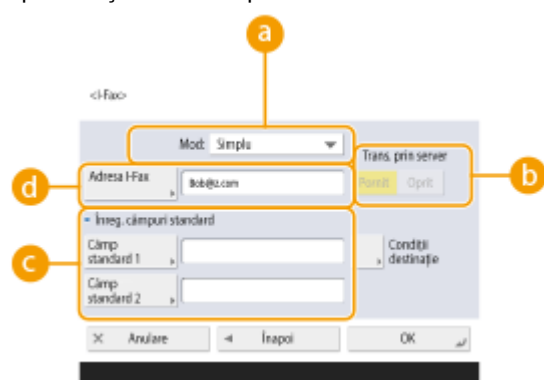 a
<I-Fax>
Mod: Simplu
Trans. prin server
Pornit Oprit
b
d
Adresa I-Fax
Bob@z.com
Înreg. câmpuri standard
c
Câmp
standard 1
Condiții
destinație
Câmp
standard 2
Anulare
Înapoi
OK